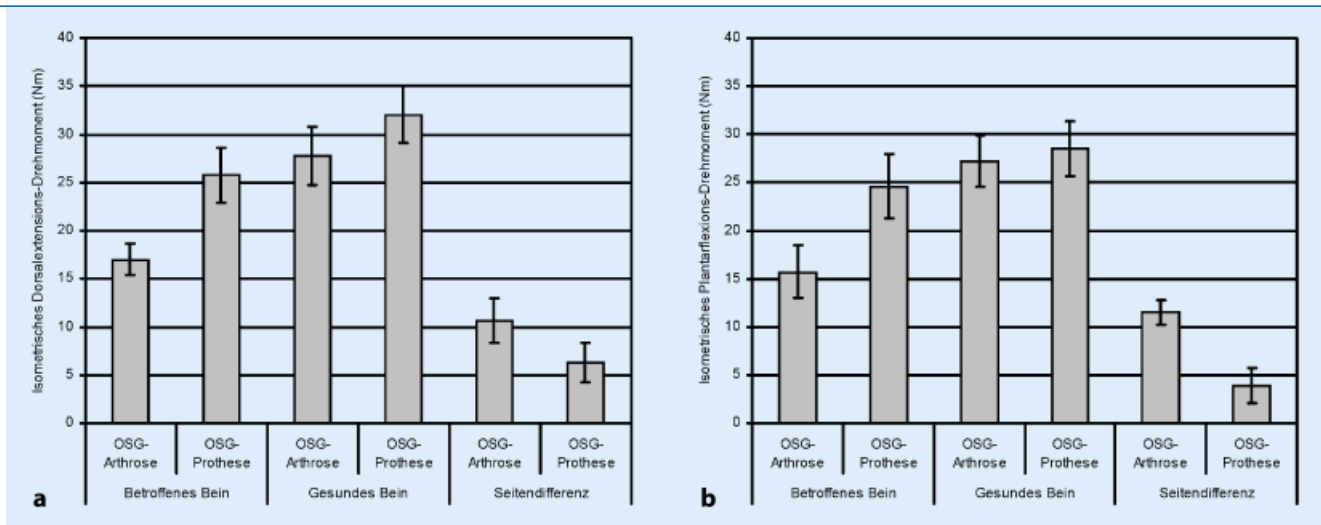 Isometrisches Dorsalextensions-Drehmoment (Nm)
40
35
30
25
20
15
10
5
0
OSG-
Arthrose
OSG-
Prothese
OSG-
Arthrose
OSG-
Prothese
OSG-
Arthrose
OSG-
Prothese
Betroffenes Bein
Gesundes Bein
Seitendifferenz
a
Isometrisches Plantarflexions-Drehmoment (Nm)
40
35
30
25
20
15
10
5
0
OSG-
Arthrose
OSG-
Prothese
OSG-
Arthrose
OSG-
Prothese
OSG-
Arthrose
OSG-
Prothese
Betroffenes Bein
Gesundes Bein
Seitendifferenz
b